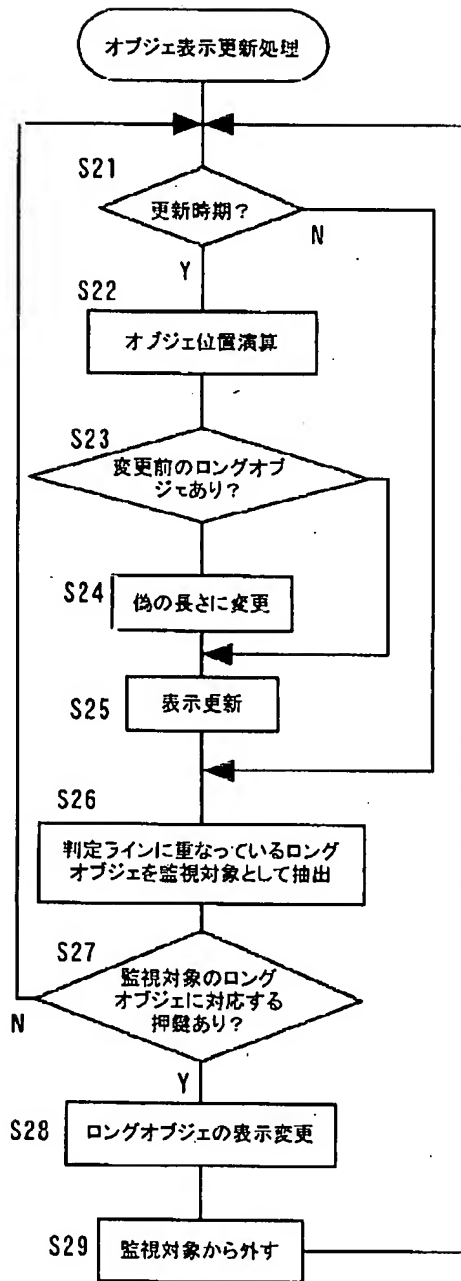 オブジェ表示更新処理
S21
更新時期？
N
Y
S22
オブジェ位置演算
S23
変更前のロングオブ
ジェあり？
S24
偽の長さに変更
S25
表示更新
S26
判定ラインに重なっているロング
オブジェを監視対象として抽出
S27
監視対象のロング
オブジェに対応する
押鍵あり？
N
Y
S28
ロングオブジェの表示変更
S29
監視対象から外す